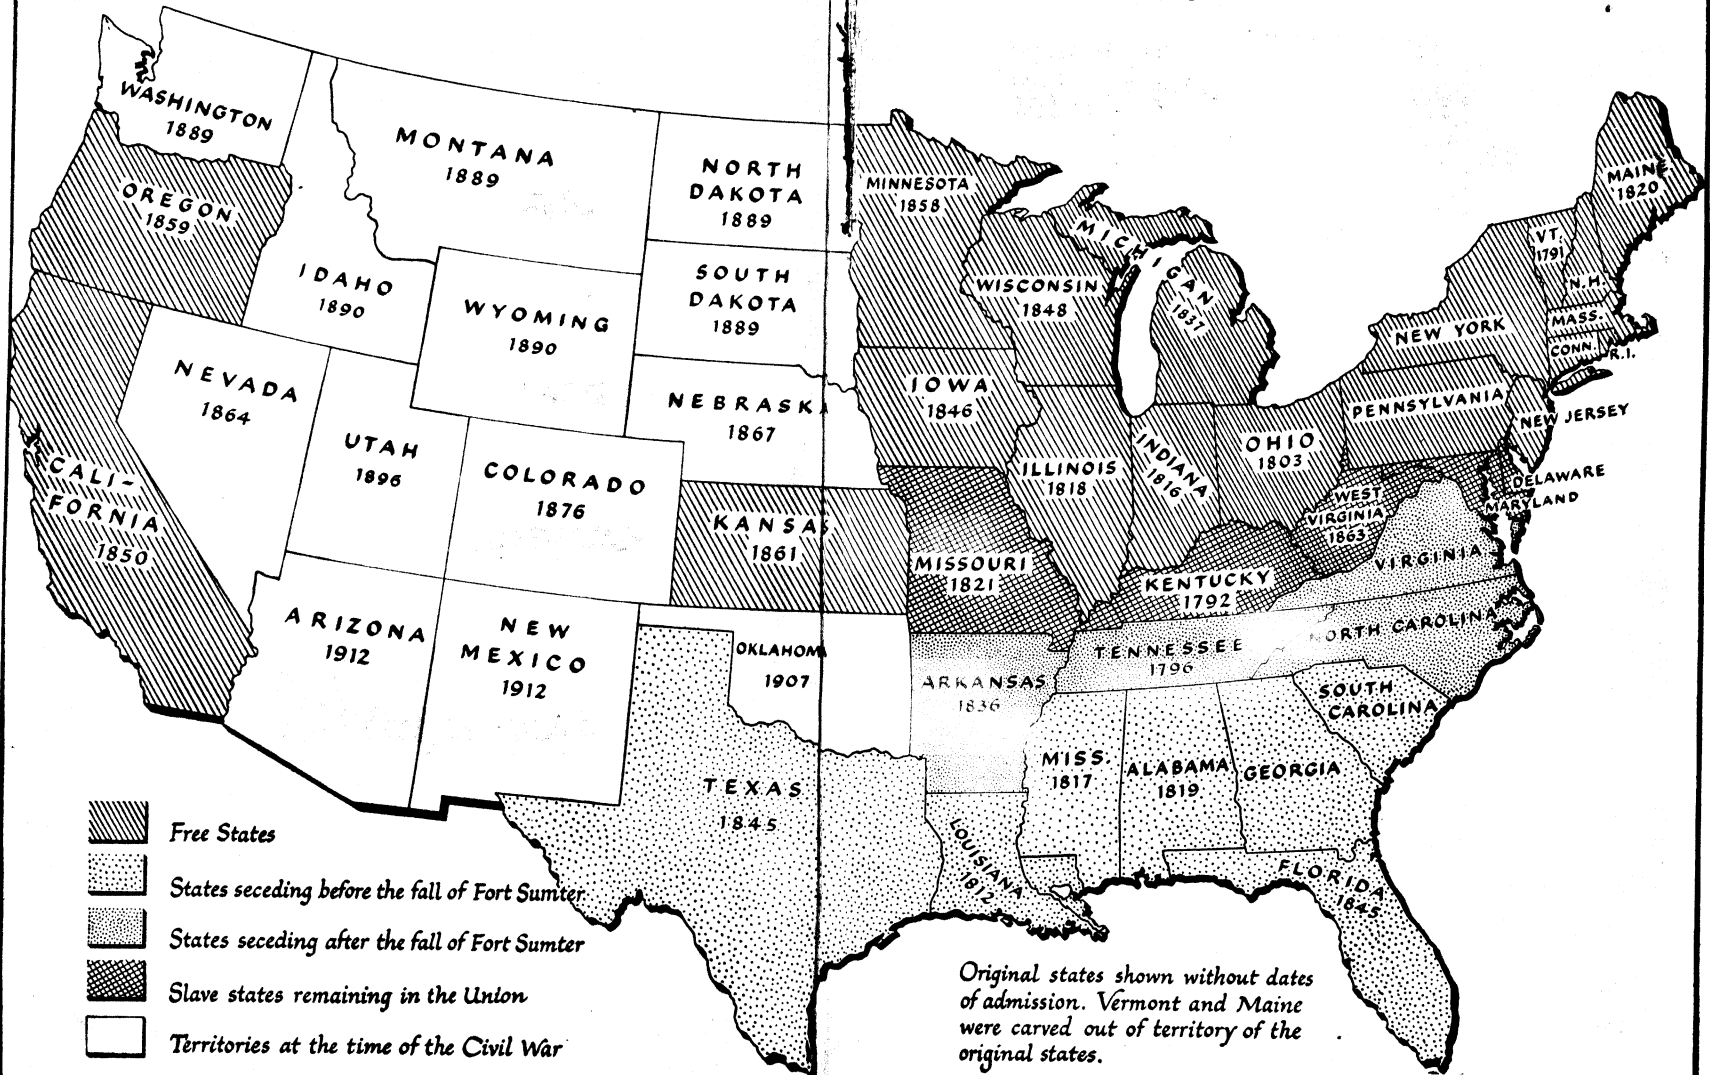 WASHINGTON
1889
MONTANA
1889
NORTH
DAKOTA
1889
MINNESOTA
1858
MAINE
1820
OREGON
1859
IDAHO
1890
WYOMING
1890
SOUTH
DAKOTA
1889
WISCONSIN
1848
MICHIGAN
1837
VT.
1791
N.H.
MASS.
CONN.
R.I.
NEW YORK
NEVADA
1864
UTAH
1896
COLORADO
1876
NEBRASKA
1867
IOWA
1846
ILLINOIS
1818
INDIANA
1816
OHIO
1803
PENNSYLVANIA
NEW JERSEY
DELAWARE
MARYLAND
WEST
VIRGINIA
1863
VIRGINIA
CALI-
FORNIA
1850
KANSAS
1861
MISSOURI
1821
KENTUCKY
1792
ARIZONA
1912
NEW
MEXICO
1912
OKLAHOMA
1907
ARKANSAS
1836
TENNESSEE
1796
NORTH CAROLINA
SOUTH
CAROLINA
TEXAS
1845
LOUISIANA
1812
MISS.
1817
ALABAMA
1819
GEORGIA
FLORIDA
1845
Free States
States seceding before the fall of Fort Sumter
States seceding after the fall of Fort Sumter
Slave states remaining in the Union
Territories at the time of the Civil War
Original states shown without dates
of admission. Vermont and Maine
were carved out of territory of the
original states.